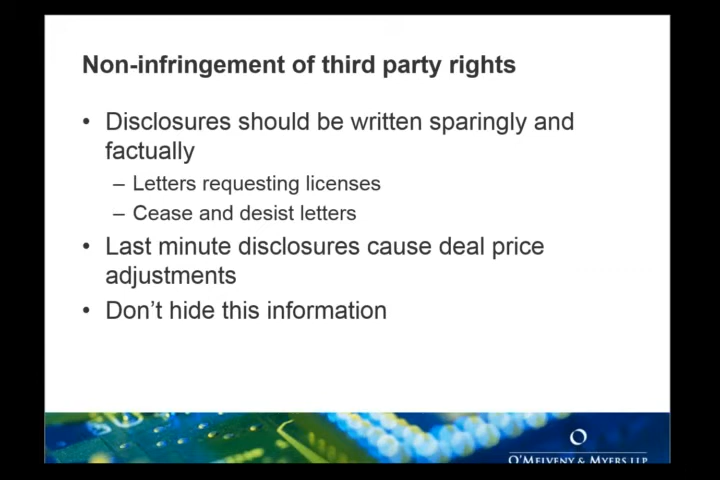 Non-infringement of third party rights
• Disclosures should be written sparingly and
factually
– Letters requesting licenses
– Cease and desist letters
• Last minute disclosures cause deal price
adjustments
• Don’t hide this information
O’MELVENY & MYERS LLP